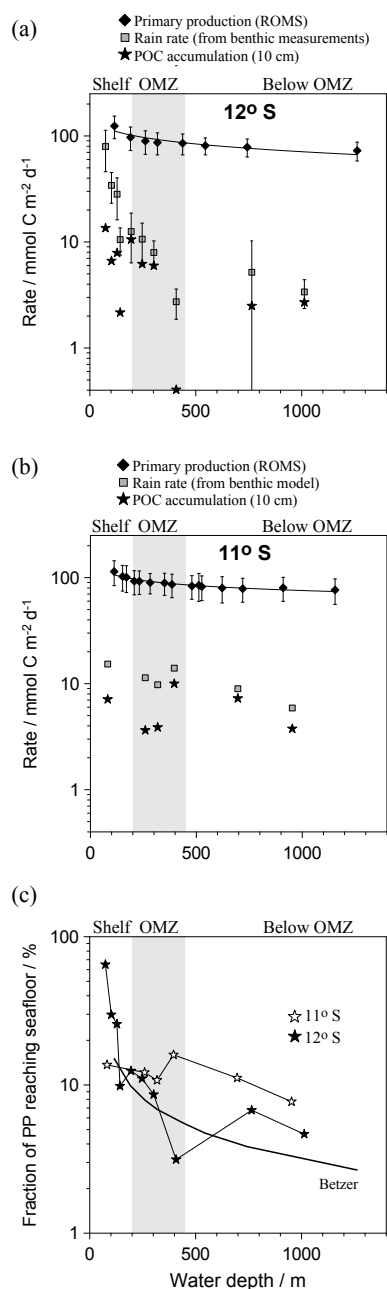 (a)
Primary production (ROMS)
Rain rate (from benthic measurements)
POC accumulation (10 cm)
Shelf OMZ Below OMZ
12º S
100
10
1
Rate / mmol C m-2 d-1
0 500 1000
(b)
Primary production (ROMS)
Rain rate (from benthic model)
POC accumulation (10 cm)
Shelf OMZ Below OMZ
11º S
100
10
1
Rate / mmol C m-2 d-1
0 500 1000
(c)
Shelf OMZ Below OMZ
100
11º S
12º S
10
Betzer
1
Fraction of PP reaching seafloor / %
0 500 1000
Water depth / m